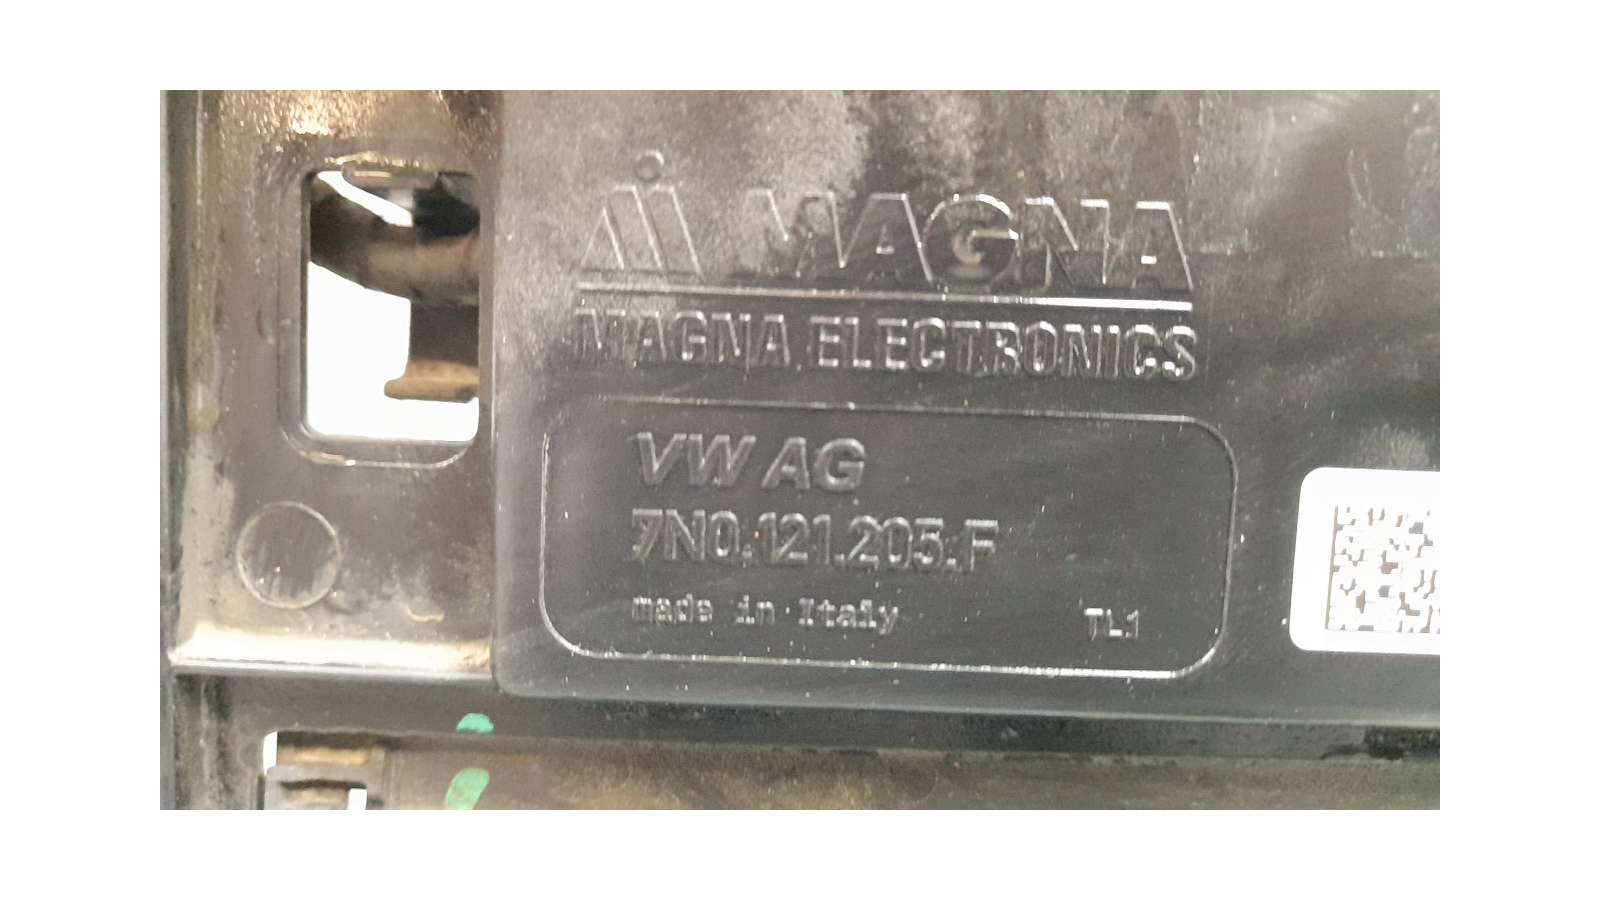 MAGNA
MAGNA ELECTRONICS
VW AG
7N0.121.205.F
made in Italy
TL1